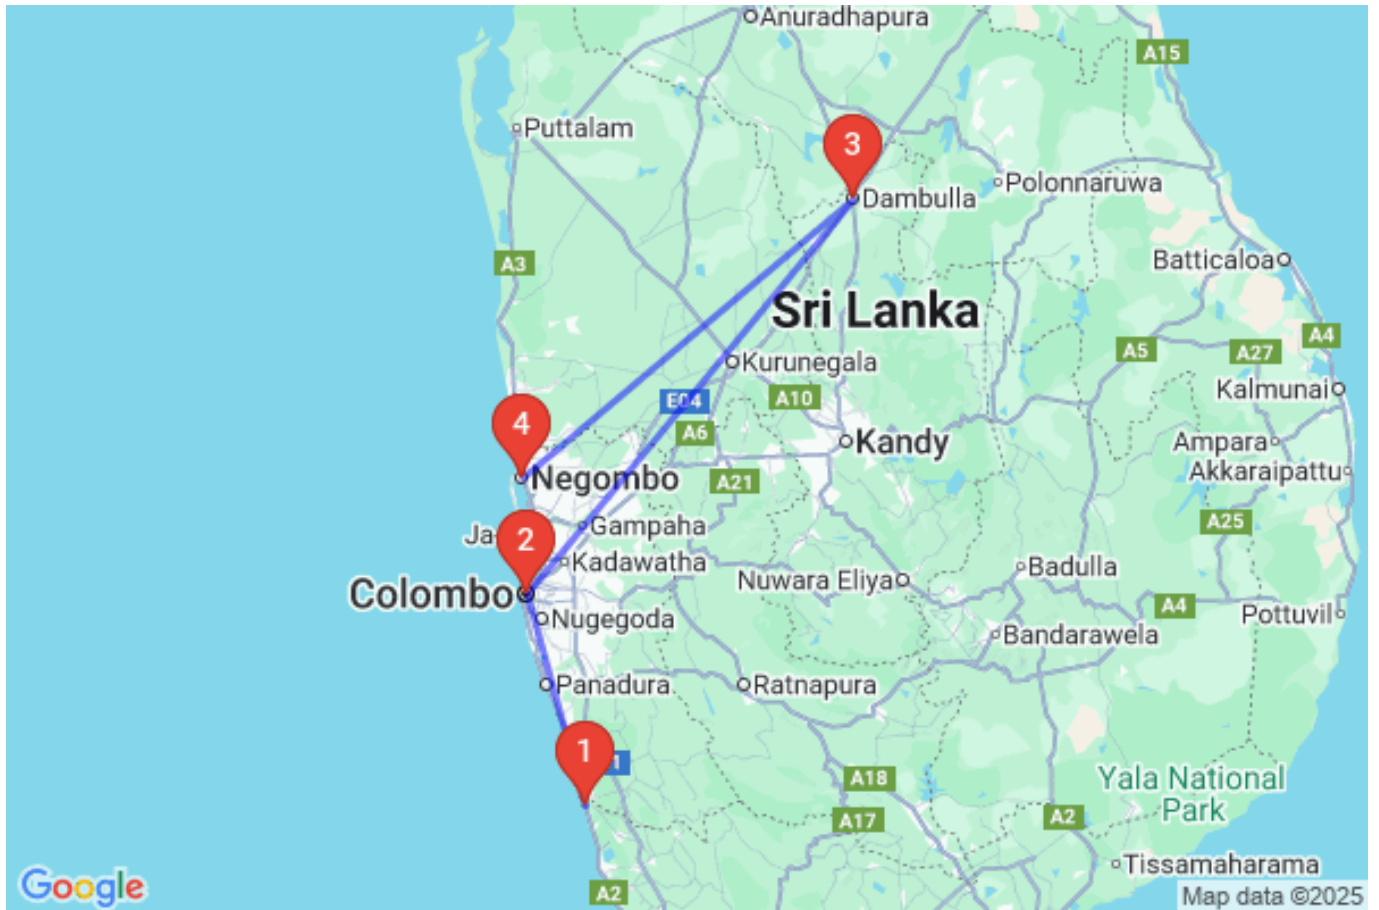 Anuradhapura
A15
Puttalam
3
Polonnaruwa
Dambulla
A3
Batticaloa
Sri Lanka
A4
A5
A27
Kurunegala
Kalmunai
E04
A10
4
A6
Kandy
Ampara
Akkaraipattu
Negombo
A21
A25
Gampaha
Ja-
2
Kadawatha
Badulla
Nuwara Eliya
Colombo
A4
Pottuvil
Nugegoda
Bandarawela
Panadura
Ratnapura
1
1
A18
Yala National
Park
A17
A2
Tissamaharama
Google
A2
Map data ©2025